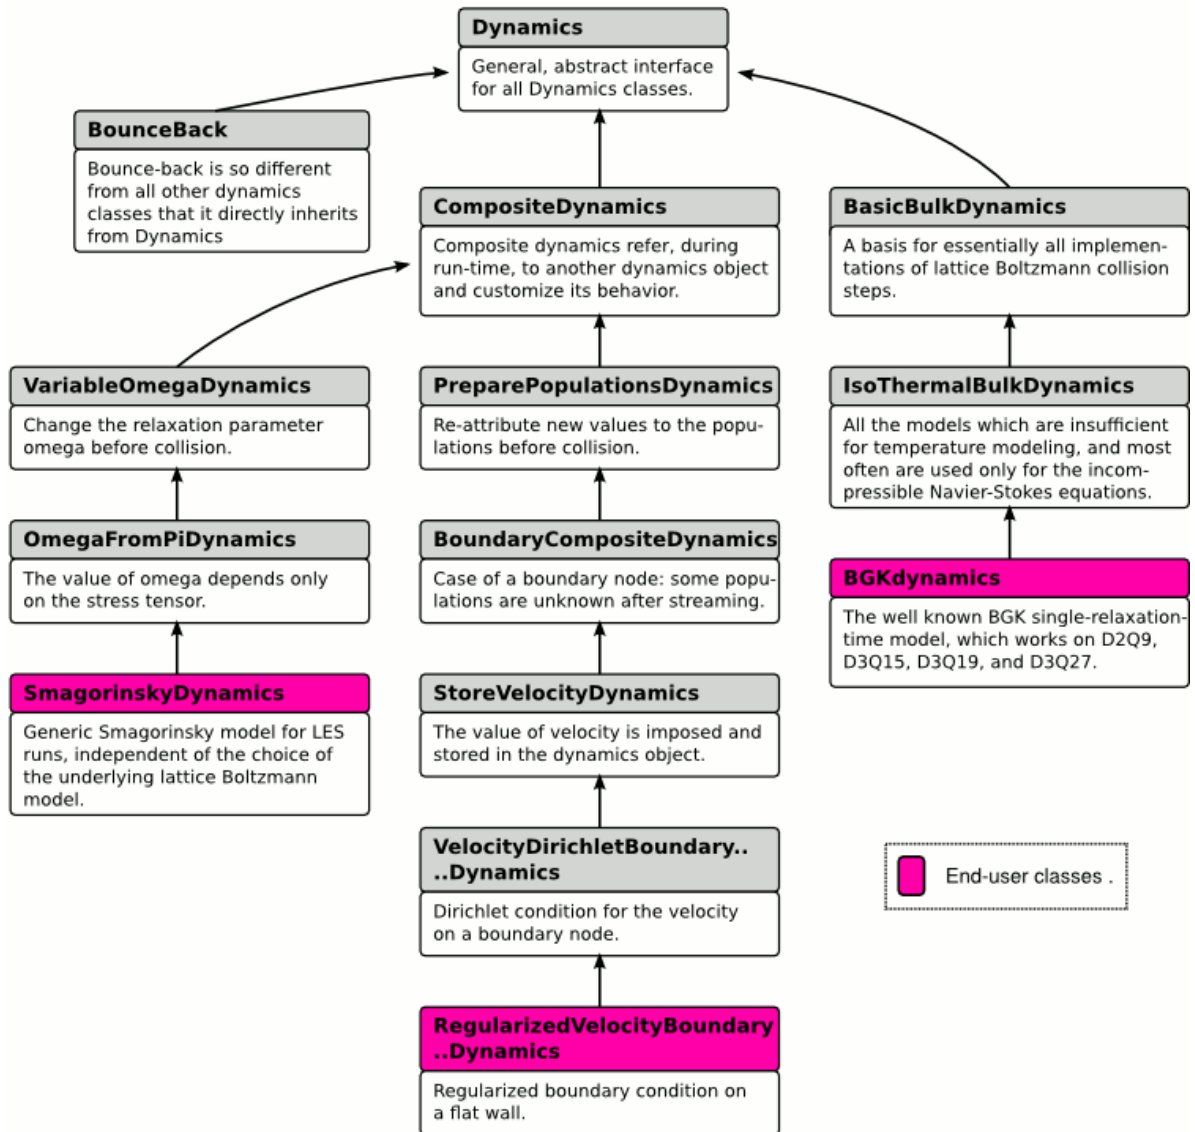 Dynamics
General, abstract interface
for all Dynamics classes.
BounceBack
Bounce-back is so different
from all other dynamics
classes that it directly inherits
from Dynamics
CompositeDynamics
Composite dynamics refer, during
run-time, to another dynamics object
and customize its behavior.
BasicBulkDynamics
A basis for essentially all implemen-
tations of lattice Boltzmann collision
steps.
VariableOmegaDynamics
Change the relaxation parameter
omega before collision.
PreparePopulationsDynamics
Re-attribute new values to the popu-
lations before collision.
IsoThermalBulkDynamics
All the models which are insufficient
for temperature modeling, and most
often are used only for the incom-
pressible Navier-Stokes equations.
OmegaFromPiDynamics
The value of omega depends only
on the stress tensor.
BoundaryCompositeDynamics
Case of a boundary node: some popu-
lations are unknown after streaming.
BGKdynamics
The well known BGK single-relaxation-
time model, which works on D2Q9,
D3Q15, D3Q19, and D3Q27.
SmagorinskyDynamics
Generic Smagorinsky model for LES
runs, independent of the choice of
the underlying lattice Boltzmann
model.
StoreVelocityDynamics
The value of velocity is imposed and
stored in the dynamics object.
VelocityDirichletBoundary..
..Dynamics
Dirichlet condition for the velocity
on a boundary node.
End-user classes .
RegularizedVelocityBoundary
..Dynamics
Regularized boundary condition on
a flat wall.